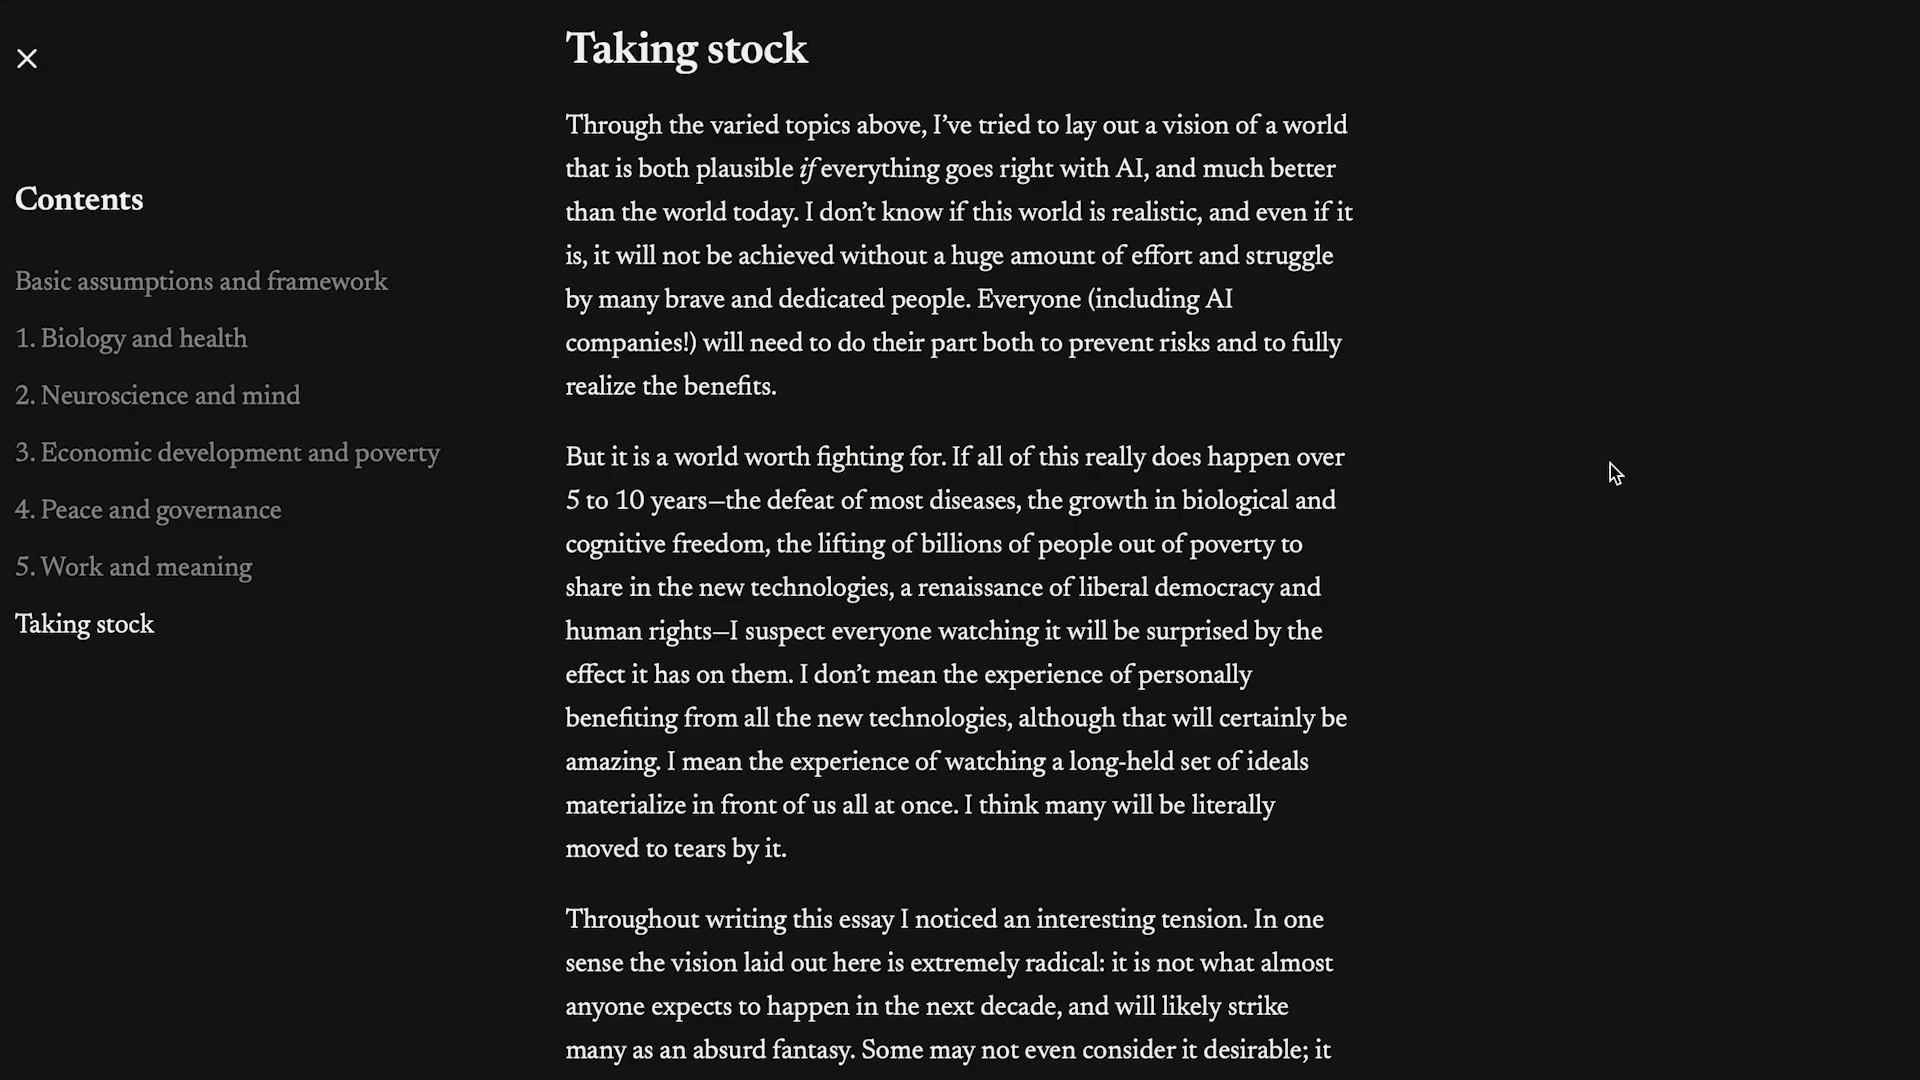 Contents
Basic assumptions and framework
1. Biology and health
2. Neuroscience and mind
3. Economic development and poverty
4. Peace and governance
5. Work and meaning
Taking stock
Taking stock
Through the varied topics above, I’ve tried to lay out a vision of a world
that is both plausible if everything goes right with AI, and much better
than the world today. I don’t know if this world is realistic, and even if it
is, it will not be achieved without a huge amount of effort and struggle
by many brave and dedicated people. Everyone (including AI
companies!) will need to do their part both to prevent risks and to fully
realize the benefits.
But it is a world worth fighting for. If all of this really does happen over
5 to 10 years—the defeat of most diseases, the growth in biological and
cognitive freedom, the lifting of billions of people out of poverty to
share in the new technologies, a renaissance of liberal democracy and
human rights—I suspect everyone watching it will be surprised by the
effect it has on them. I don’t mean the experience of personally
benefiting from all the new technologies, although that will certainly be
amazing. I mean the experience of watching a long-held set of ideals
materialize in front of us all at once. I think many will be literally
moved to tears by it.
Throughout writing this essay I noticed an interesting tension. In one
sense the vision laid out here is extremely radical: it is not what almost
anyone expects to happen in the next decade, and will likely strike
many as an absurd fantasy. Some may not even consider it desirable; it